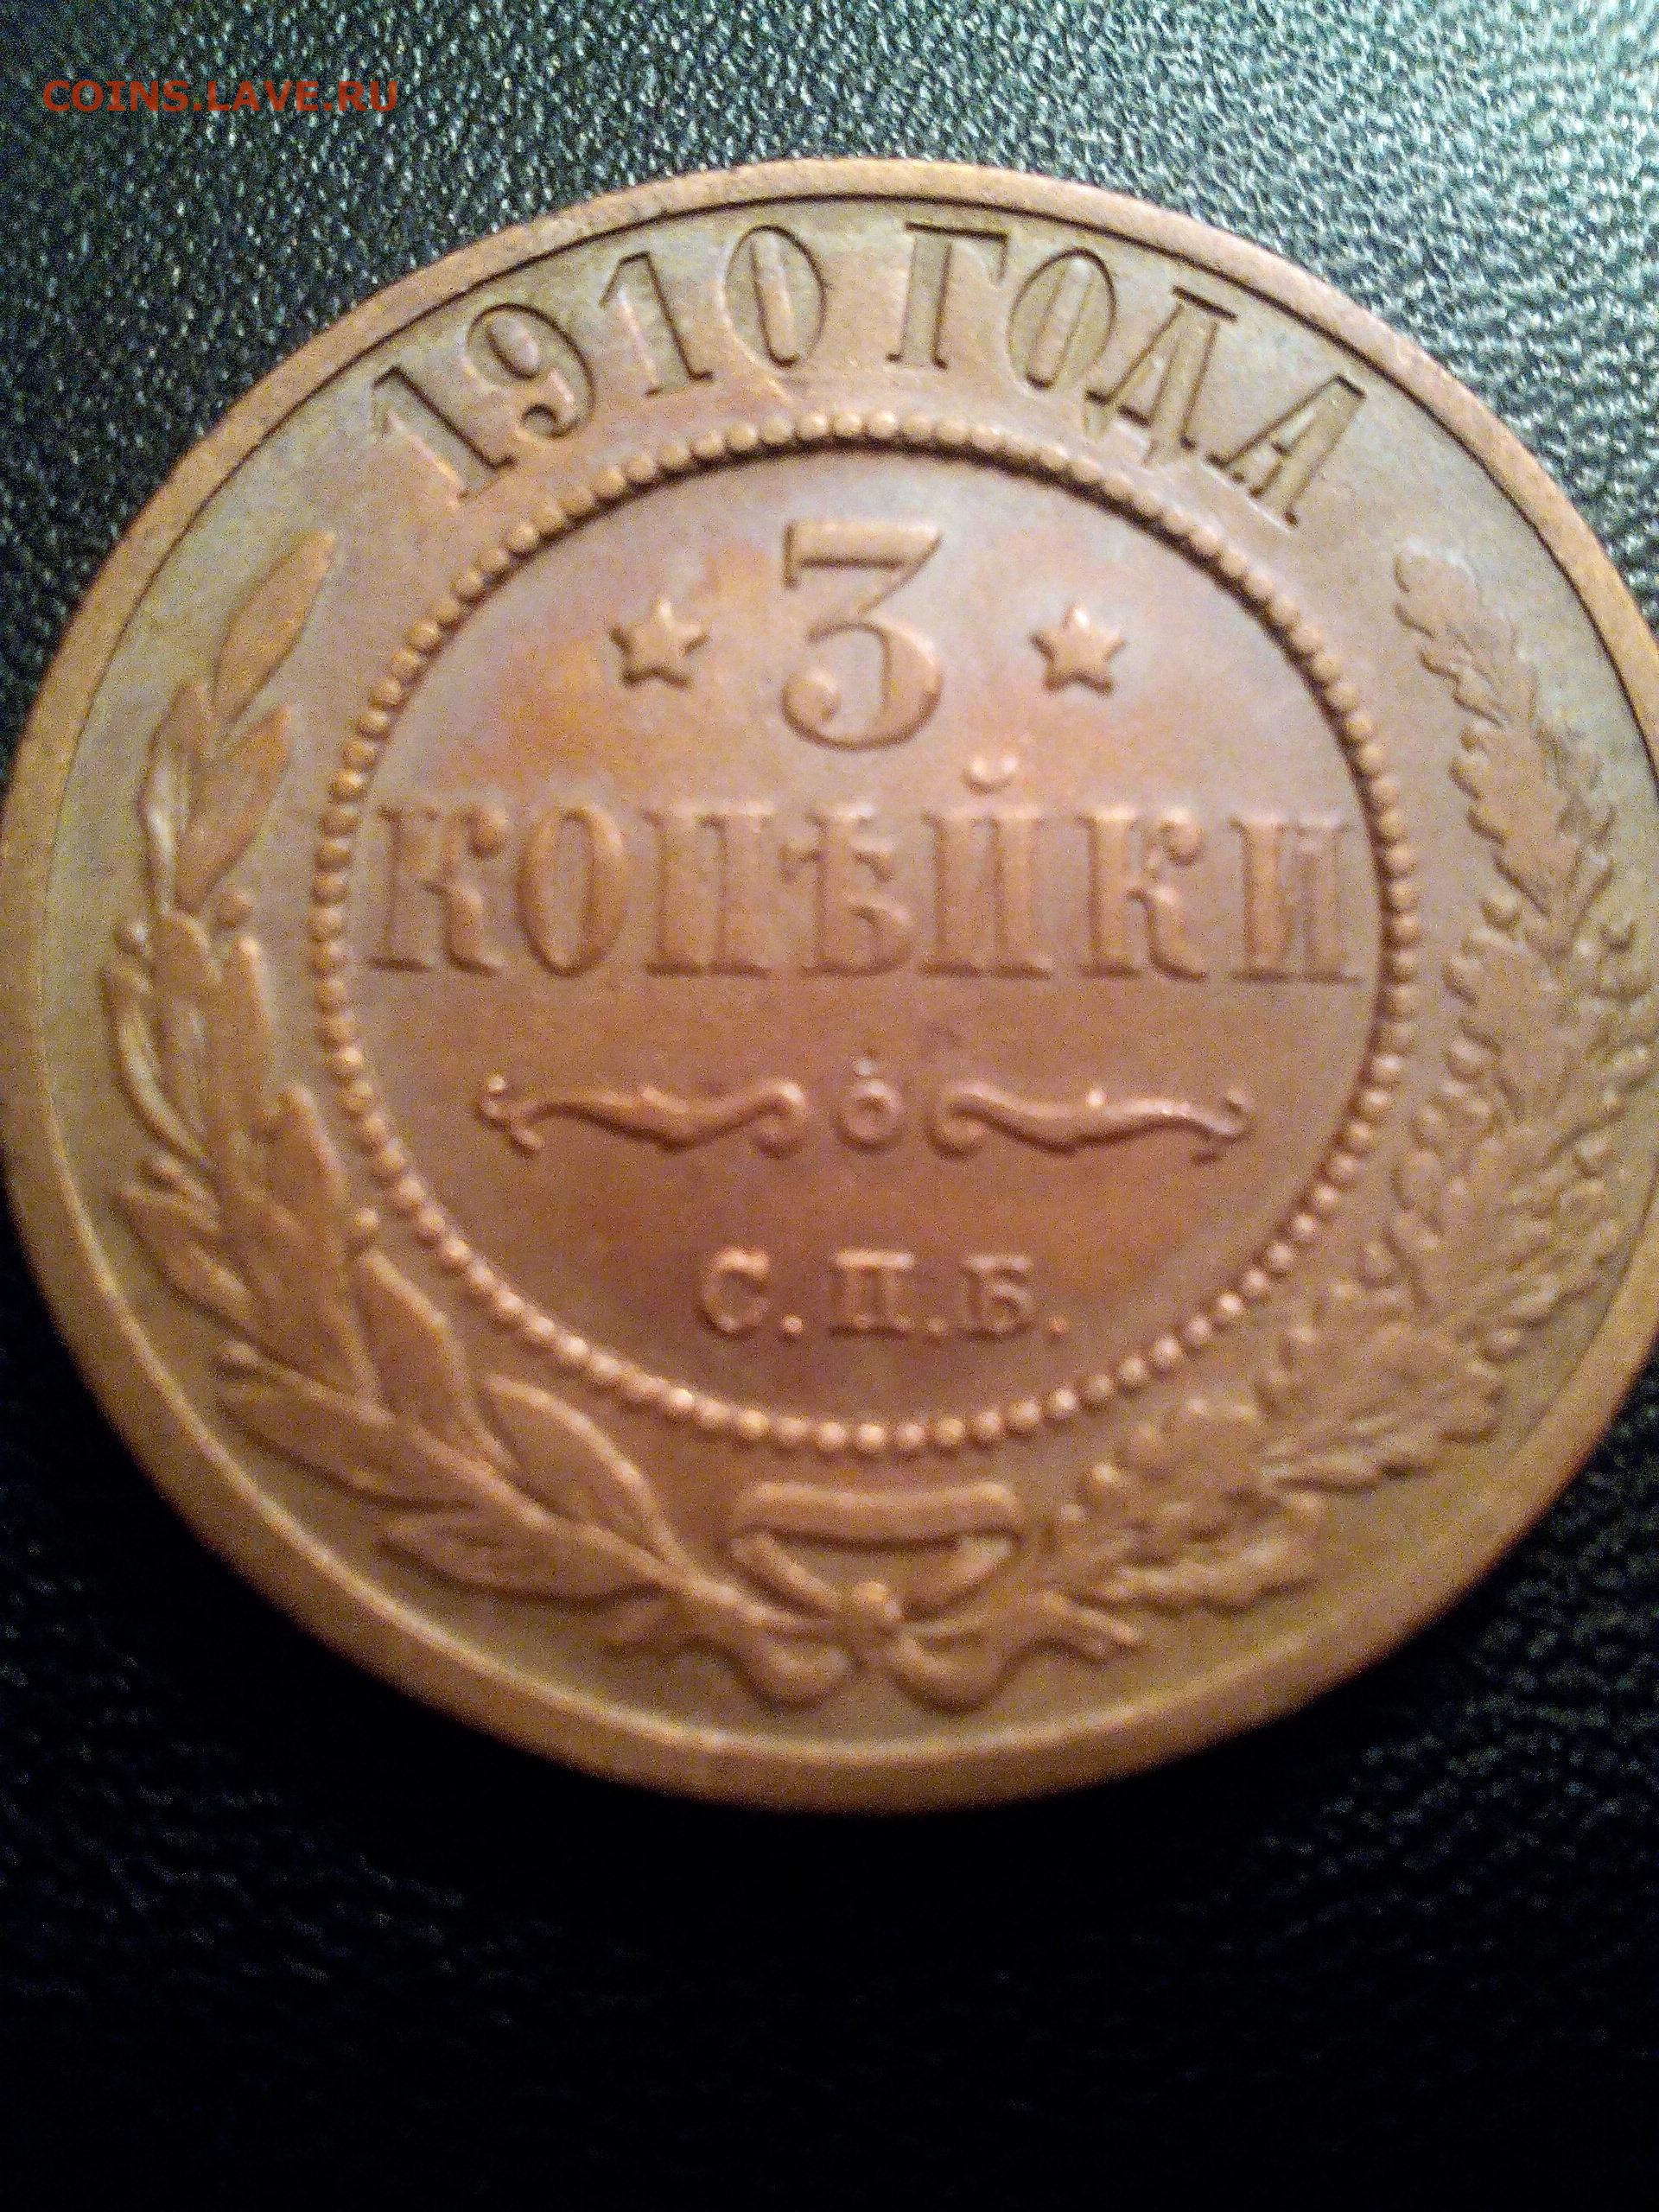 COINS.LAVE.RU
1910 ГОДА
3
КОПѢЙКИ
С.П.Б.